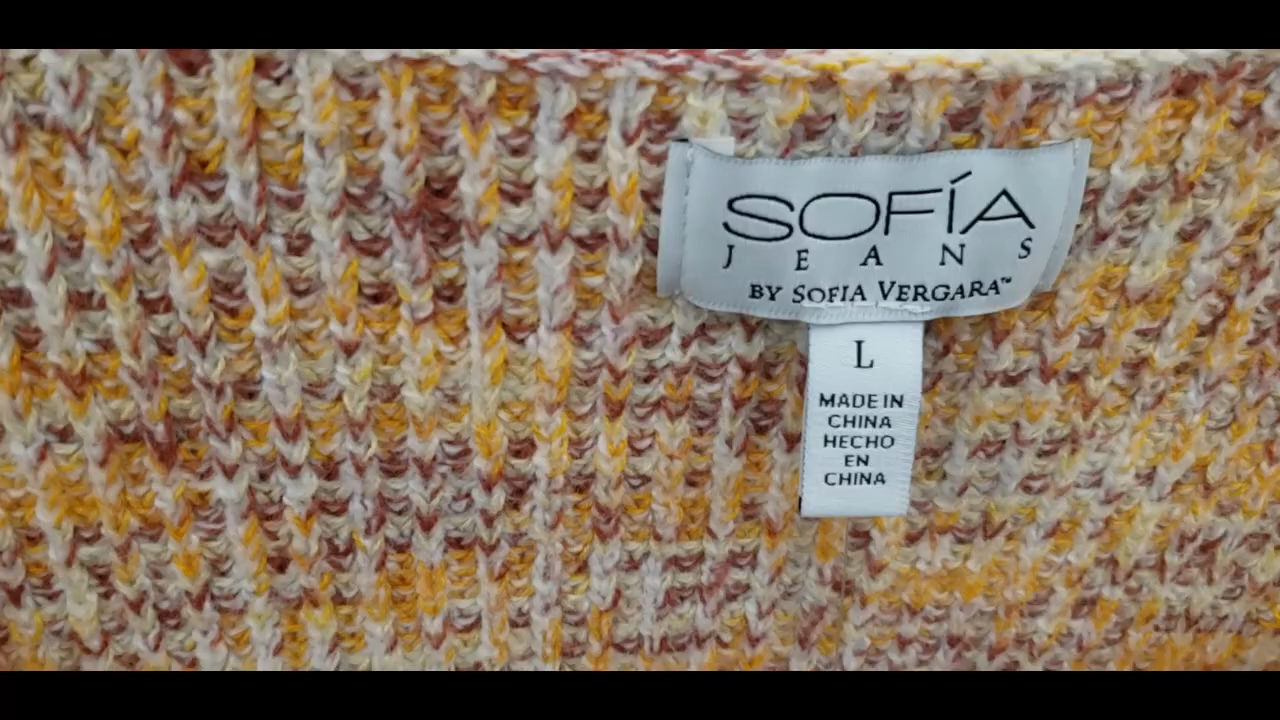 SOFÍA
JEANS
BY SOFIA VERGARA™
L
MADE IN
CHINA
HECHO
EN
CHINA